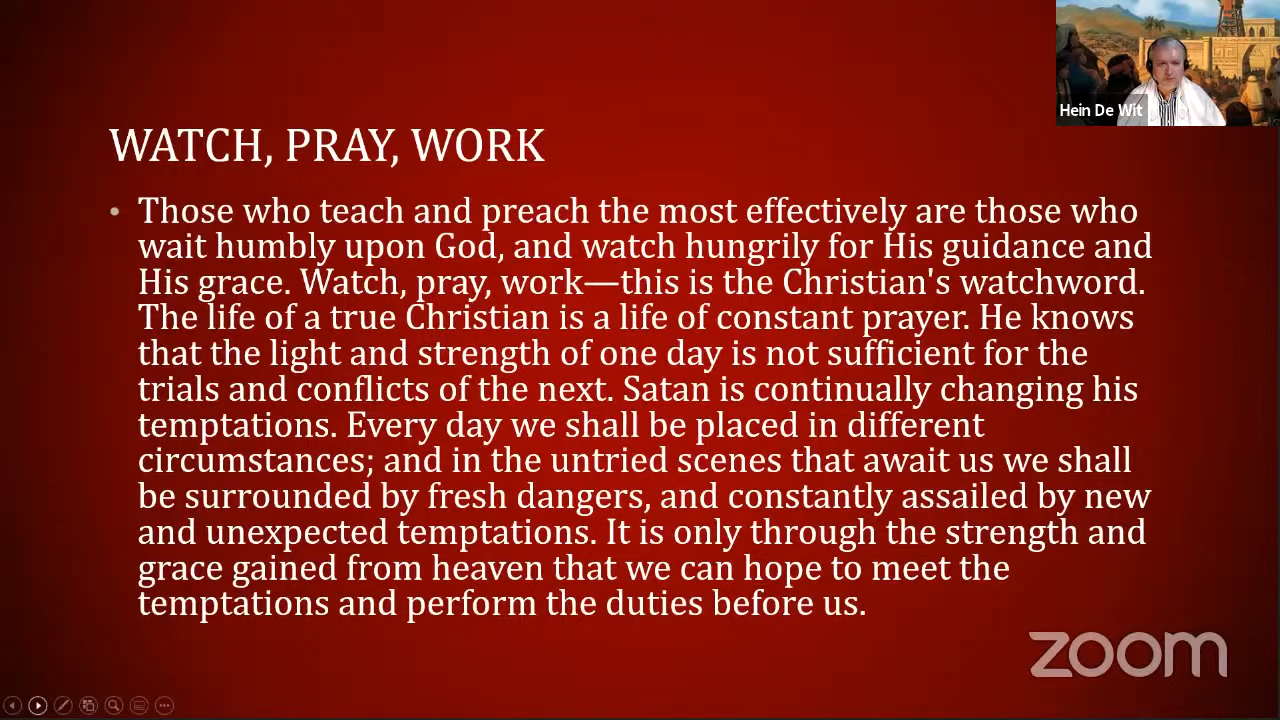 Hein De Wit
WATCH, PRAY, WORK
• Those who teach and preach the most effectively are those who
wait humbly upon God, and watch hungrily for His guidance and
His grace. Watch, pray, work—this is the Christian's watchword.
The life of a true Christian is a life of constant prayer. He knows
that the light and strength of one day is not sufficient for the
trials and conflicts of the next. Satan is continually changing his
temptations. Every day we shall be placed in different
circumstances; and in the untried scenes that await us we shall
be surrounded by fresh dangers, and constantly assailed by new
and unexpected temptations. It is only through the strength and
grace gained from heaven that we can hope to meet the
temptations and perform the duties before us.
zoom